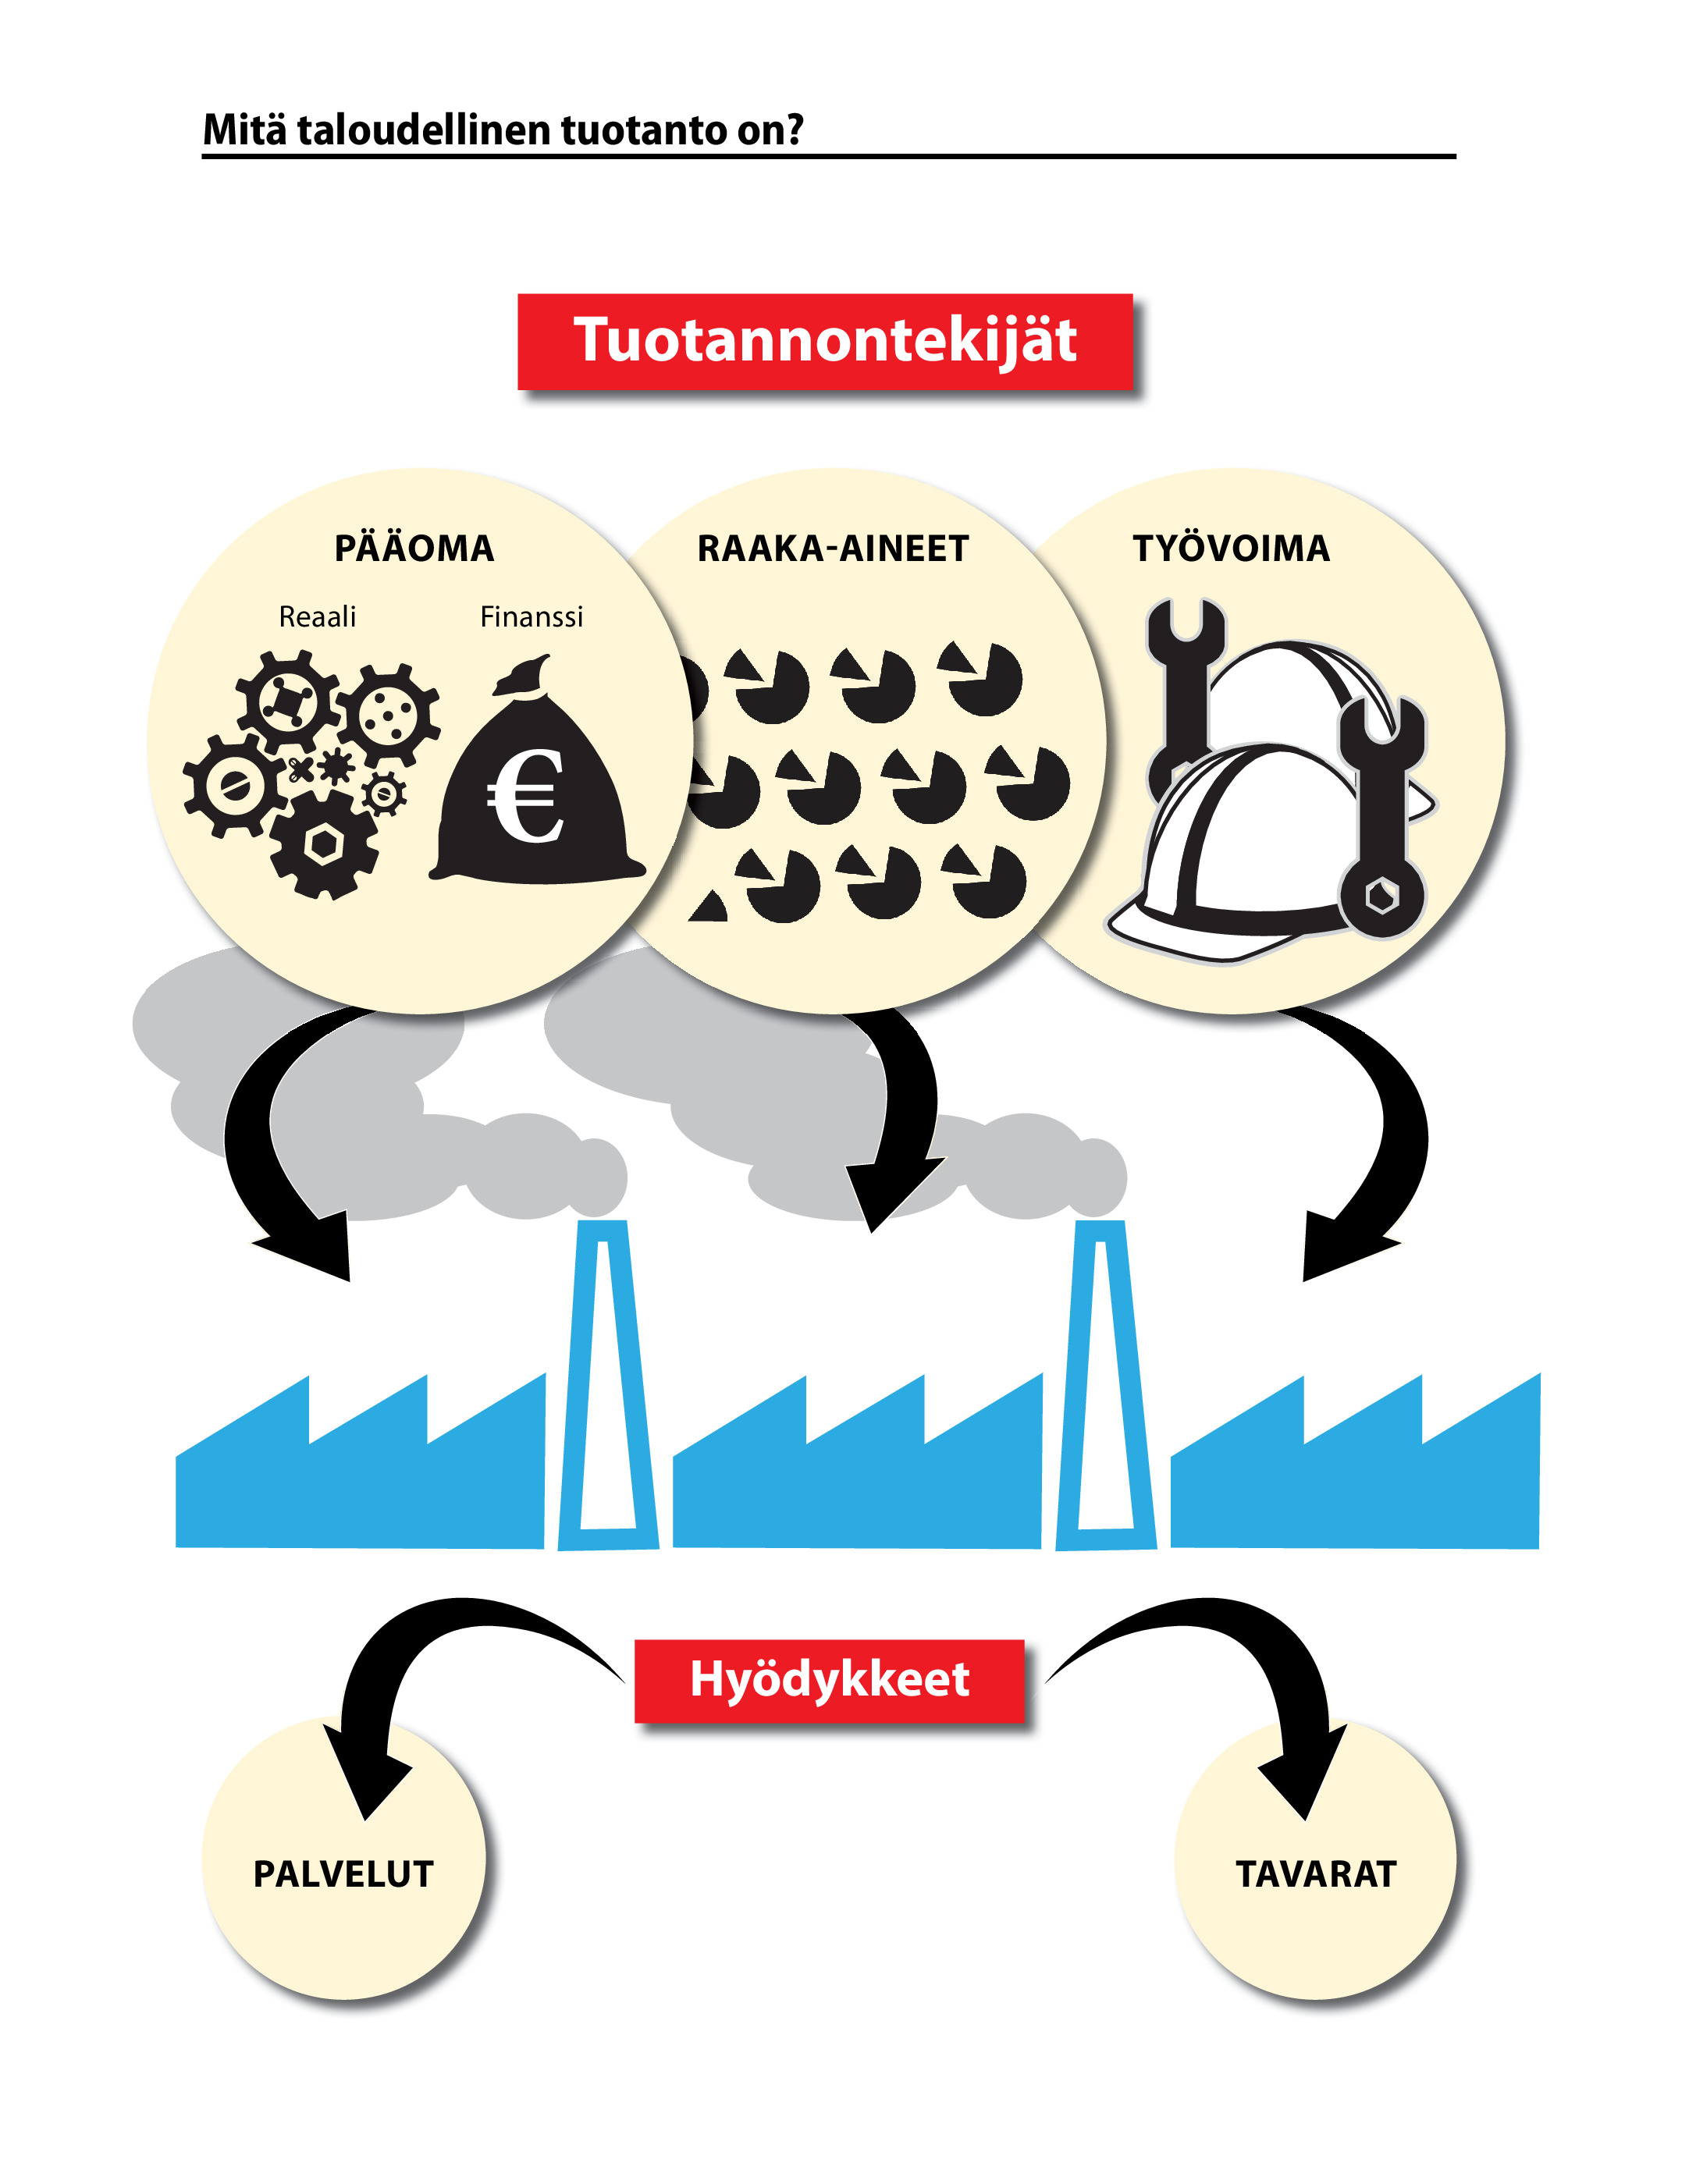 Mitä taloudellinen tuotanto on?
Tuotannontekijät
PÄÄOMA
Reaali
Finanssi
€
RAAKA-AINEET
TYÖVOIMA
Hyödykkeet
PALVELUT
TAVARAT